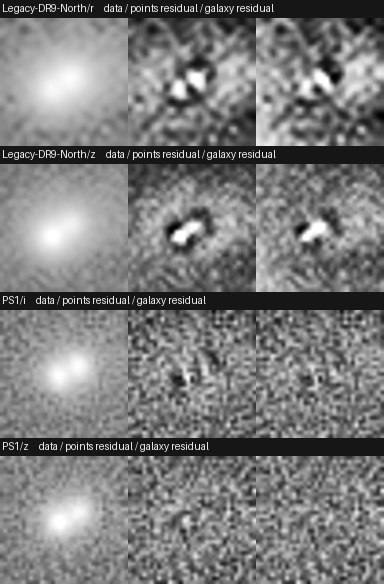 Legacy-DR9-North/r data / points residual / galaxy residual
Legacy-DR9-North/z data / points residual / galaxy residual
PS1/i data / points residual / galaxy residual
PS1/z data / points residual / galaxy residual